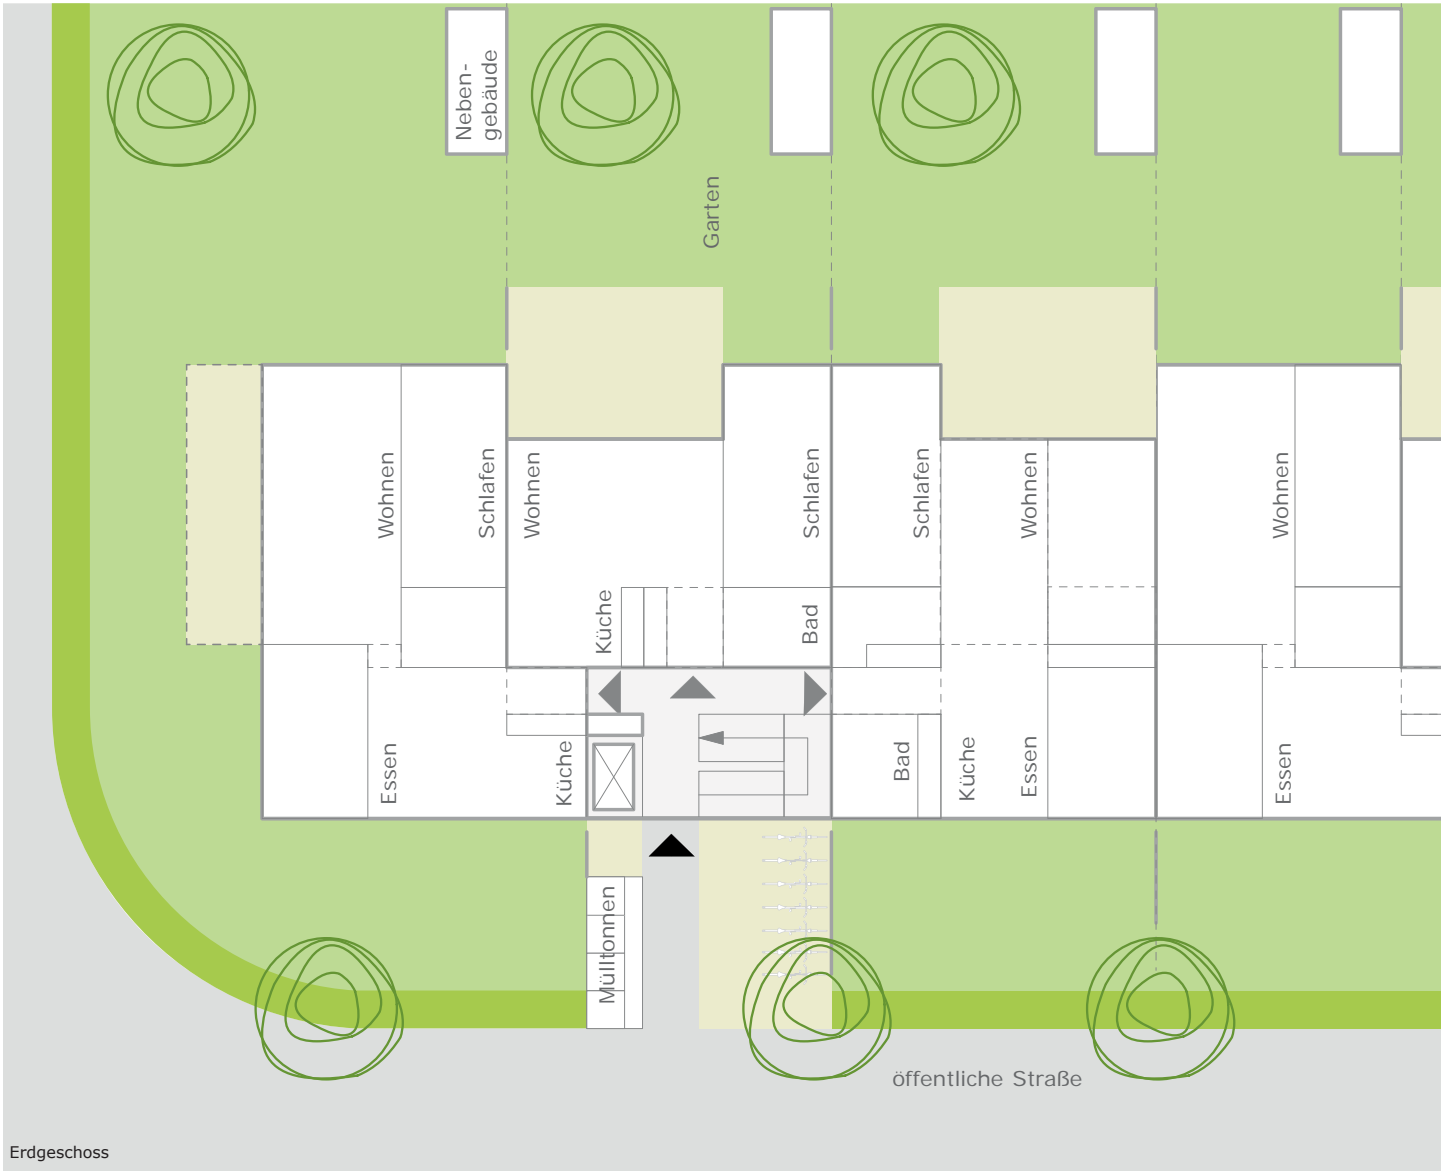 Neben-
gebäude
Garten
Wohnen
Schlafen
Wohnen
Schlafen
Schlafen
Wohnen
Wohnen
Küche
Bad
Essen
Küche
Bad
Küche
Essen
Essen
Mülltonnen
öffentliche Straße
Erdgeschoss